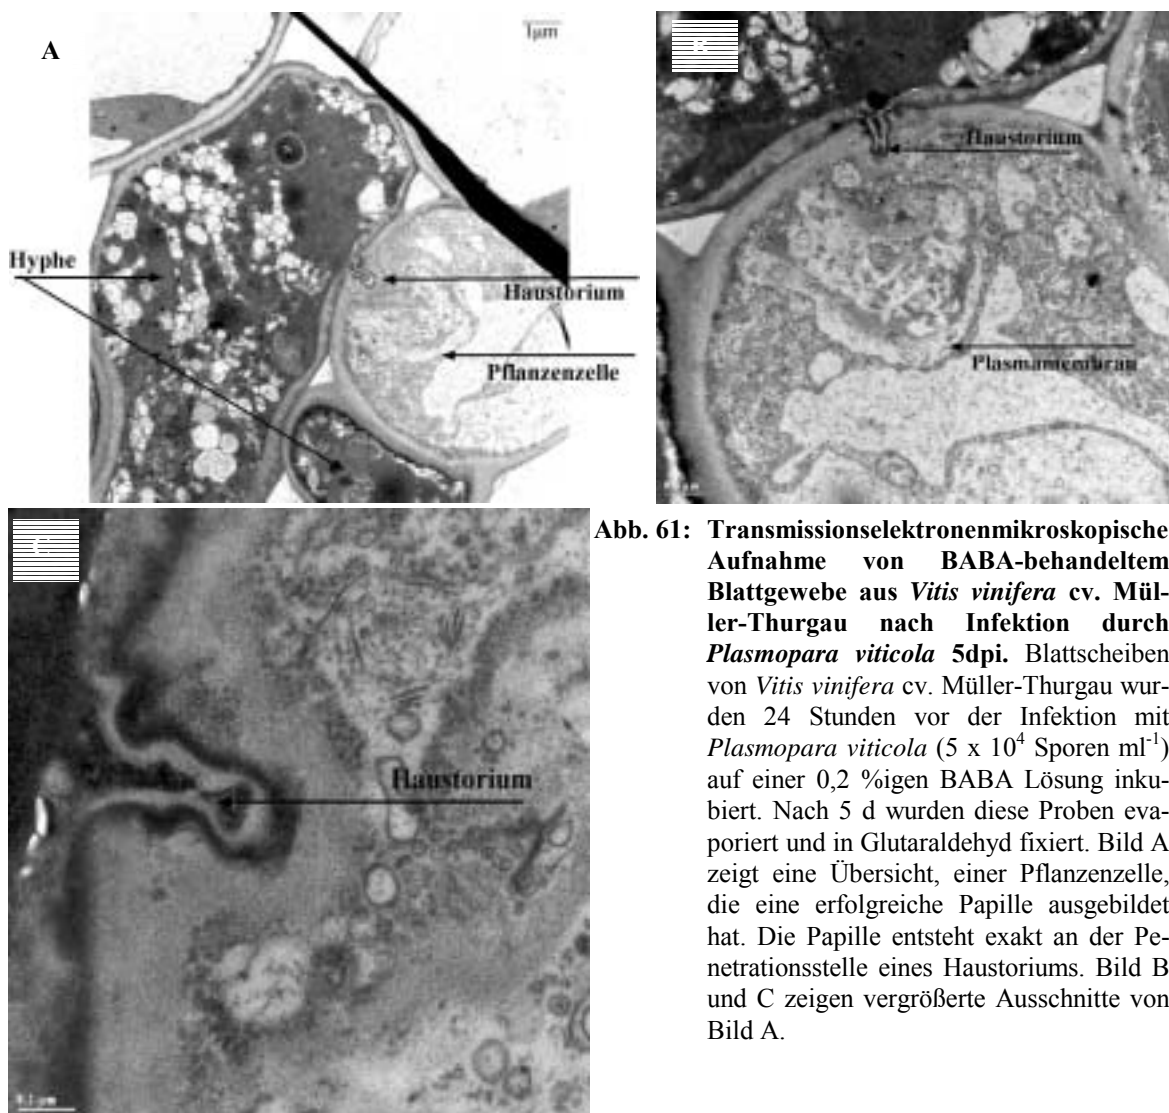 A
1µm
Hyphe
Haustorium
Pflanzenzelle
B
Haustorium
Plasmamembran
C
Haustorium
Abb. 61: Transmissionselektronenmikroskopische
Aufnahme von BABA-behandeltem
Blattgewebe aus Vitis vinifera cv. Mül-
ler-Thurgau nach Infektion durch
Plasmopara viticola 5dpi. Blattscheiben
von Vitis vinifera cv. Müller-Thurgau wur-
den 24 Stunden vor der Infektion mit
Plasmopara viticola (5 x 10⁴ Sporen ml⁻¹)
auf einer 0,2 %igen BABA Lösung inku-
biert. Nach 5 d wurden diese Proben eva-
poriert und in Glutaraldehyd fixiert. Bild A
zeigt eine Übersicht, einer Pflanzenzelle,
die eine erfolgreiche Papille ausgebildet
hat. Die Papille entsteht exakt an der Pe-
netrationsstelle eines Haustoriums. Bild B
und C zeigen vergrößerte Ausschnitte von
Bild A.